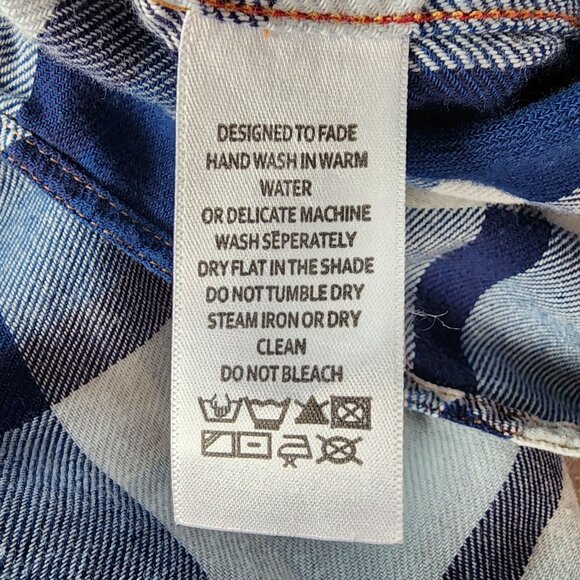 DESIGNED TO FADE
HAND WASH IN WARM
WATER
OR DELICATE MACHINE
WASH SEPERATELY
DRY FLAT IN THE SHADE
DO NOT TUMBLE DRY
STEAM IRON OR DRY
CLEAN
DO NOT BLEACH